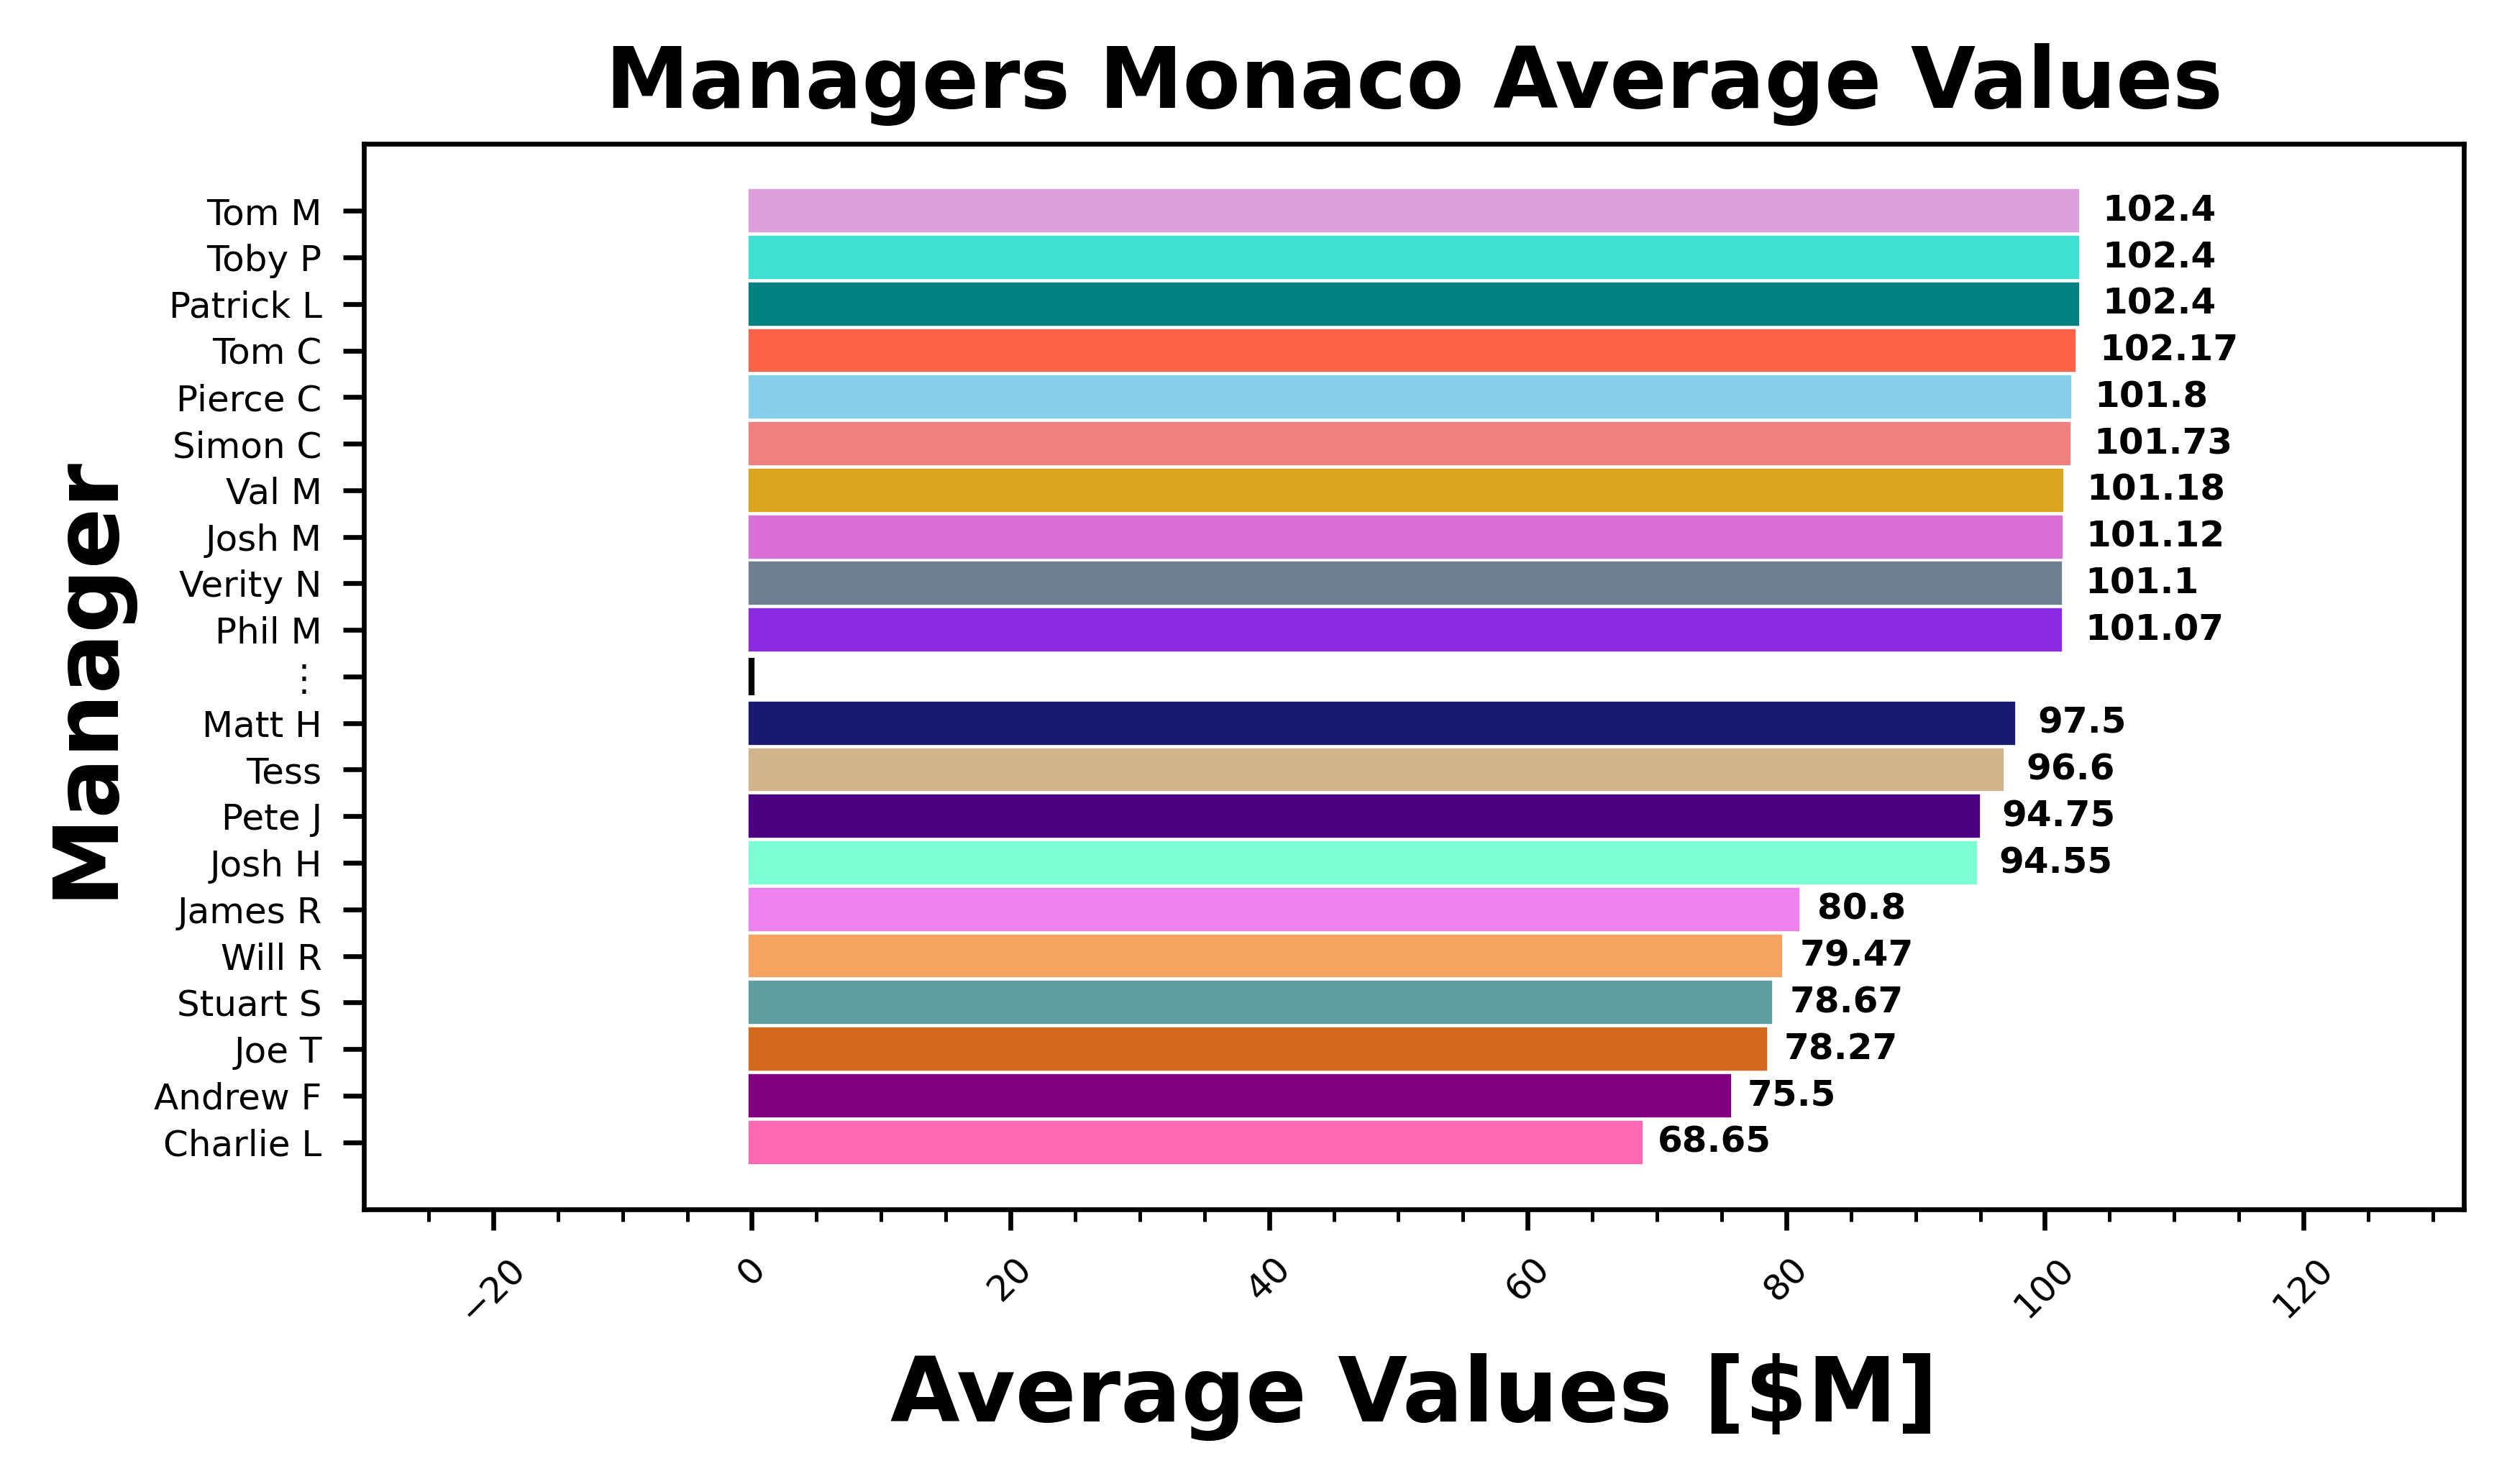 Managers Monaco Average Values
Manager
Tom M 102.4
Toby P 102.4
Patrick L 102.4
Tom C 102.17
Pierce C 101.8
Simon C 101.73
Val M 101.18
Josh M 101.12
Verity N 101.1
Phil M 101.07
⋮
Matt H 97.5
Tess 96.6
Pete J 94.75
Josh H 94.55
James R 80.8
Will R 79.47
Stuart S 78.67
Joe T 78.27
Andrew F 75.5
Charlie L 68.65
−20 0 20 40 60 80 100 120
Average Values [$M]